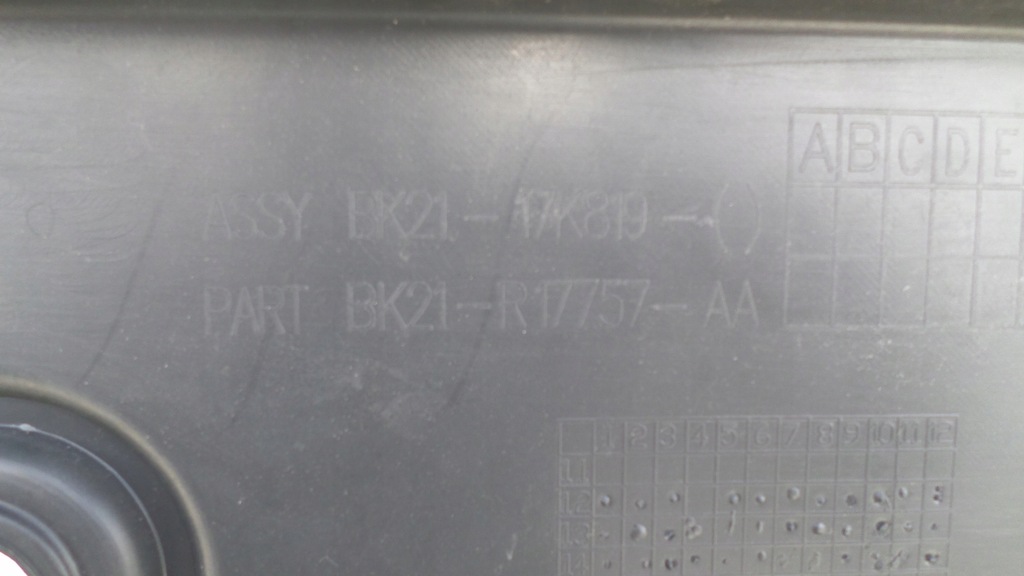 ASSY BK21-17K819-( )
PART BK21-R17757-AA
A B C D E
1 2 3 4 5 6 7 8 9 10 11 12
11
12
13
14